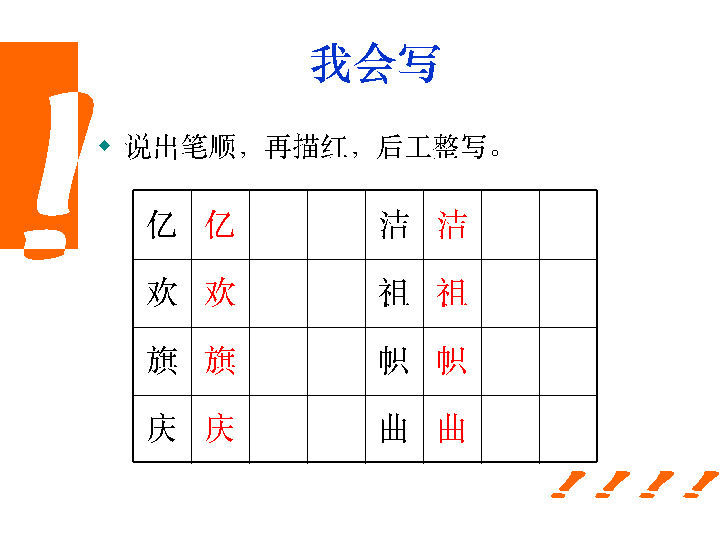 我会写
说出笔顺，再描红，后工整写。
亿 亿 洁 洁
欢 欢 祖 祖
旗 旗 帜 帜
庆 庆 曲 曲